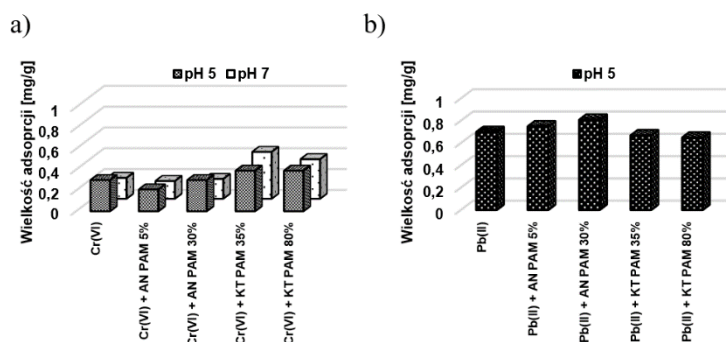 a)
pH 5 pH 7
Wielkość adsoprcji [mg/g]
1
0,8
0,6
0,4
0,2
0
Cr(VI)
Cr(VI) + AN PAM 5%
Cr(VI) + AN PAM 30%
Cr(VI) + KT PAM 35%
Cr(VI) + KT PAM 80%
b)
pH 5
Wielkość adsoprcji [mg/g]
1
0,8
0,6
0,4
0,2
0
Pb(II)
Pb(II) + AN PAM 5%
Pb(II) + AN PAM 30%
Pb(II) + KT PAM 35%
Pb(II) + KT PAM 80%